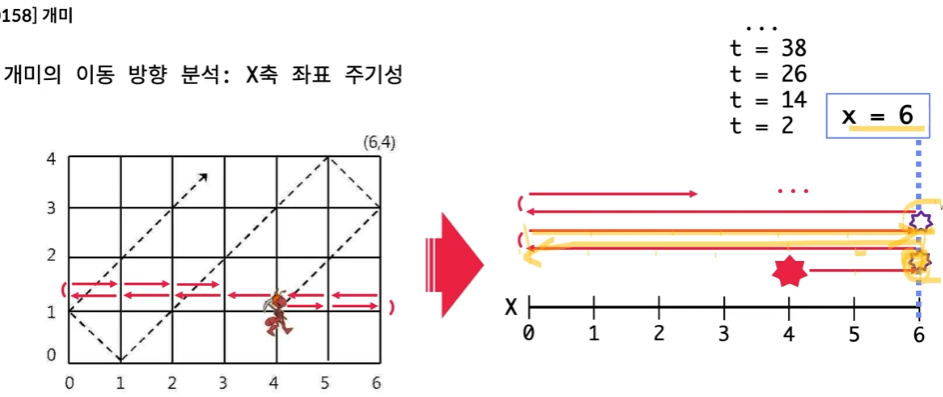 0158] 개미
개미의 이동 방향 분석: X축 좌표 주기성
...
t = 38
t = 26
t = 14
t = 2
x = 6
(6,4)
4
3
2
1
0
0 1 2 3 4 5 6
...
X
0 1 2 3 4 5 6